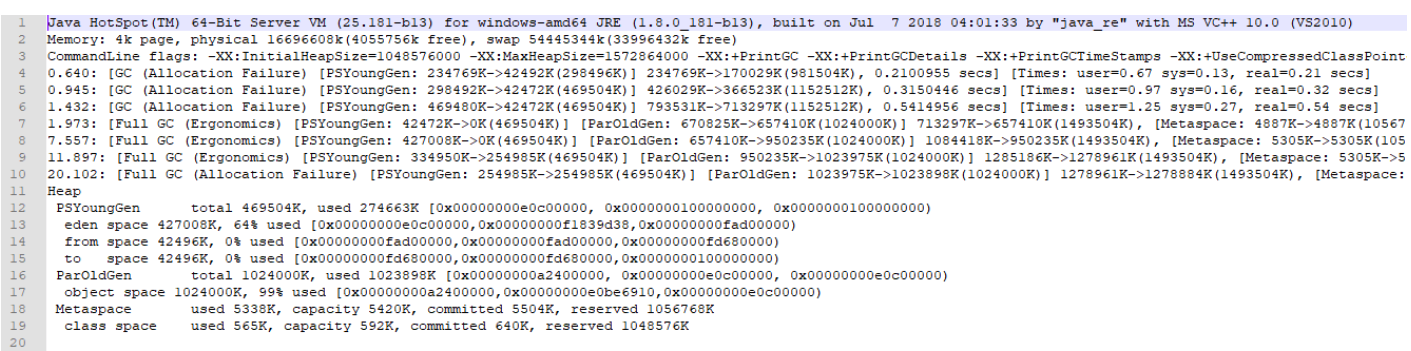 1 Java HotSpot(TM) 64-Bit Server VM (25.181-b13) for windows-amd64 JRE (1.8.0_181-b13), built on Jul  7 2018 04:01:33 by "java_re" with MS VC++ 10.0 (VS2010)
2 Memory: 4k page, physical 16696608k(4055756k free), swap 54445344k(33996432k free)
3 CommandLine flags: -XX:InitialHeapSize=1048576000 -XX:MaxHeapSize=1572864000 -XX:+PrintGC -XX:+PrintGCDetails -XX:+PrintGCTimeStamps -XX:+UseCompressedClassPoint
4 0.640: [GC (Allocation Failure) [PSYoungGen: 234769K->42492K(298496K)] 234769K->170029K(981504K), 0.2100955 secs] [Times: user=0.67 sys=0.13, real=0.21 secs]
5 0.945: [GC (Allocation Failure) [PSYoungGen: 298492K->42472K(469504K)] 426029K->366523K(1152512K), 0.3150446 secs] [Times: user=0.97 sys=0.16, real=0.32 secs]
6 1.432: [GC (Allocation Failure) [PSYoungGen: 469480K->42472K(469504K)] 793531K->713297K(1152512K), 0.5414956 secs] [Times: user=1.25 sys=0.27, real=0.54 secs]
7 1.973: [Full GC (Ergonomics) [PSYoungGen: 42472K->0K(469504K)] [ParOldGen: 670825K->657410K(1024000K)] 713297K->657410K(1493504K), [Metaspace: 4887K->4887K(10567
8 7.557: [Full GC (Ergonomics) [PSYoungGen: 427008K->0K(469504K)] [ParOldGen: 657410K->950235K(1024000K)] 1084418K->950235K(1493504K), [Metaspace: 5305K->5305K(105
9 11.897: [Full GC (Ergonomics) [PSYoungGen: 334950K->254985K(469504K)] [ParOldGen: 950235K->1023975K(1024000K)] 1285186K->1278961K(1493504K), [Metaspace: 5305K->5
10 20.102: [Full GC (Allocation Failure) [PSYoungGen: 254985K->254985K(469504K)] [ParOldGen: 1023975K->1023898K(1024000K)] 1278961K->1278884K(1493504K), [Metaspace:
11 Heap
12  PSYoungGen      total 469504K, used 274663K [0x00000000e0c00000, 0x0000000100000000, 0x0000000100000000)
13   eden space 427008K, 64% used [0x00000000e0c00000,0x00000000f1839d38,0x00000000fad00000)
14   from space 42496K, 0% used [0x00000000fad00000,0x00000000fad00000,0x00000000fd680000)
15   to   space 42496K, 0% used [0x00000000fd680000,0x00000000fd680000,0x0000000100000000)
16  ParOldGen       total 1024000K, used 1023898K [0x00000000a2400000, 0x00000000e0c00000, 0x00000000e0c00000)
17   object space 1024000K, 99% used [0x00000000a2400000,0x00000000e0be6910,0x00000000e0c00000)
18  Metaspace       used 5338K, capacity 5420K, committed 5504K, reserved 1056768K
19   class space    used 565K, capacity 592K, committed 640K, reserved 1048576K
20